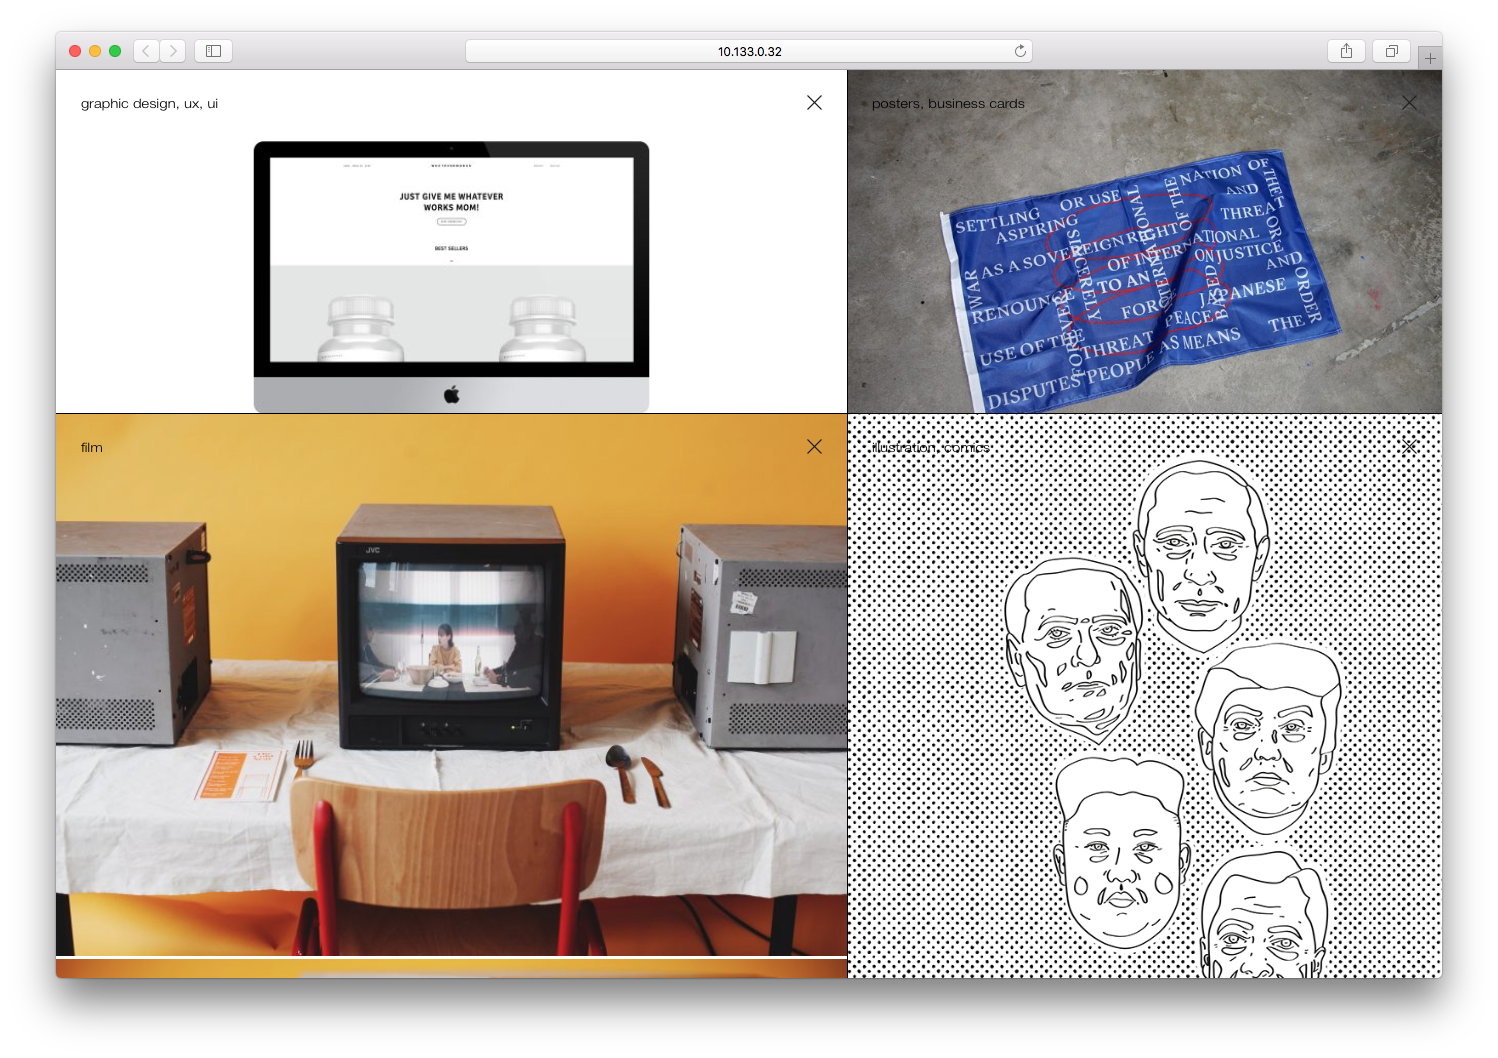 10.133.0.32
graphic design, ux, ui
JUST GIVE ME WHATEVER
WORKS MOM!
BEST SELLERS
posters, business cards
SETTLING
OR USE
NATION OF
ASPIRING
AND
THREAT
AS A SOVEREIGN RIGHT
OF THE
OF INTERNATIONAL
ON JUSTICE
AND
WAR
RENOUNCE
TO AN
FORCE
JAPANESE
ORDER
PEACE
BASED
USE OF THE
FOREVER
THREAT AS MEANS
THE
DISPUTES PEOPLE
SINCERELY
film
JVC
illustration, comics